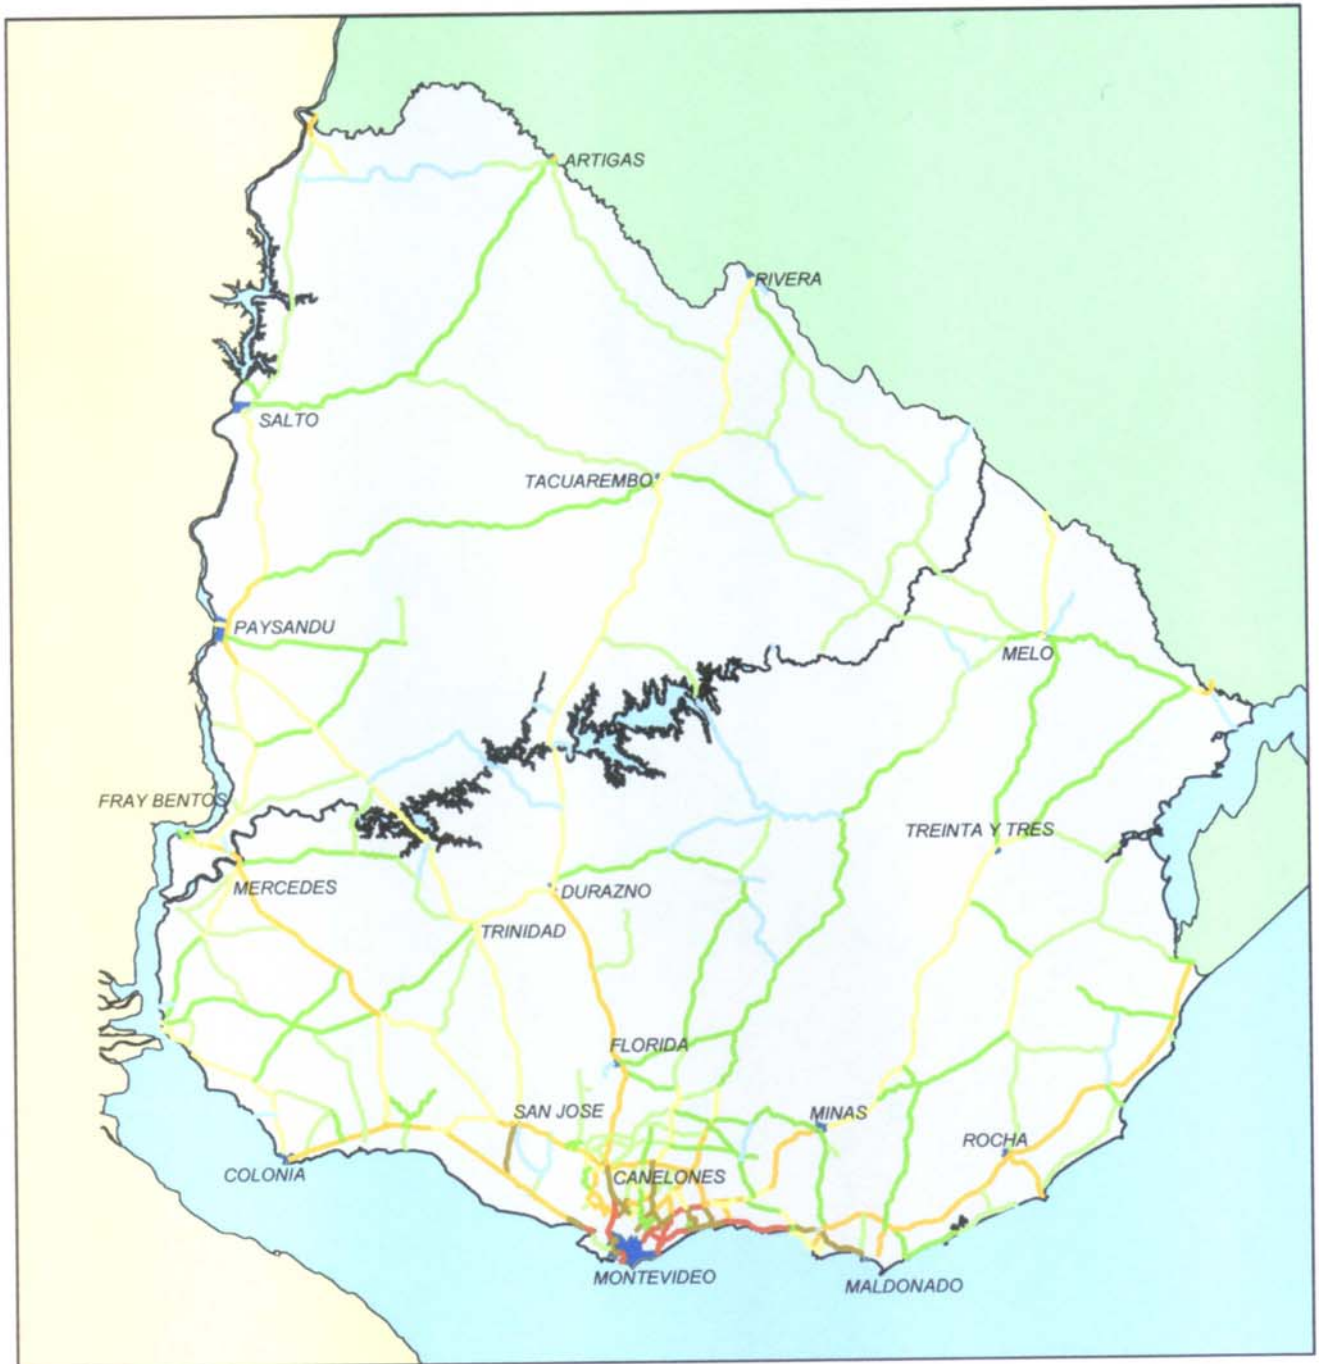 ARTIGAS
RIVERA
SALTO
TACUAREMBO
PAYSANDU
MELO
FRAY BENTOS
TREINTA Y TRES
MERCEDES
DURAZNO
TRINIDAD
FLORIDA
SAN JOSE
MINAS
ROCHA
COLONIA
CANELONES
MONTEVIDEO
MALDONADO